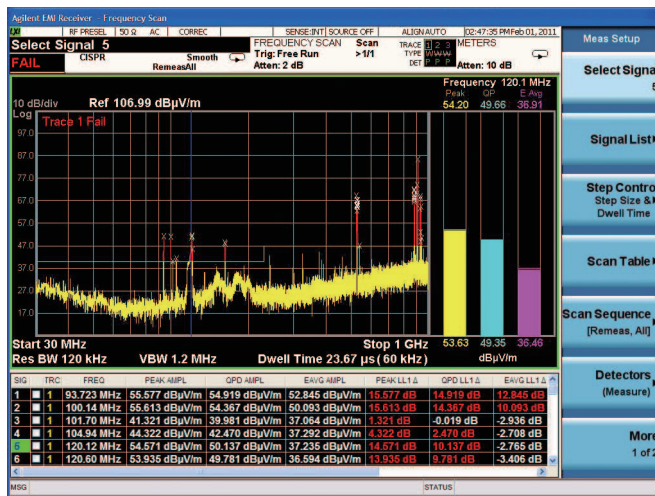 Agilent EMI Receiver - Frequency Scan
LXI RF PRESEL 50 Ω AC CORREC SENSE:INT SOURCE OFF ALIGN AUTO 02:47:35 PM Feb 01, 2011
Select Signal 5
FREQUENCY SCAN Scan
TRACE 1 2 3 METERS
FAIL
CISPR Smooth
Trig: Free Run >1/1
TYPE WWWW
RemeasAll
Atten: 2 dB
DET P P P
Atten: 10 dB
Frequency 120.1 MHz
Peak QP E Avg
10 dB/div Ref 106.99 dBµV/m
54.20 49.66 36.91
Log
Trace 1 Fail
97.0
87.0
77.0
67.0
57.0
47.0
37.0
27.0
17.0
Start 30 MHz Stop 1 GHz
53.63 49.35 36.46
Res BW 120 kHz VBW 1.2 MHz Dwell Time 23.67 µs (60 kHz)
dBµV/m
SIG TRC FREQ PEAK AMPL QPD AMPL EAVG AMPL PEAK LL1 Δ QPD LL1 Δ EAVG LL1 Δ
1 1 93.723 MHz 55.577 dBµV/m 54.919 dBµV/m 52.845 dBµV/m 15.577 dB 14.919 dB 12.845 dB
2 1 100.14 MHz 55.613 dBµV/m 54.367 dBµV/m 50.093 dBµV/m 15.613 dB 14.367 dB 10.093 dB
3 1 101.70 MHz 41.321 dBµV/m 39.981 dBµV/m 37.064 dBµV/m 1.321 dB -0.019 dB -2.936 dB
4 1 104.94 MHz 44.322 dBµV/m 42.470 dBµV/m 37.292 dBµV/m 4.322 dB 2.470 dB -2.708 dB
5 1 120.12 MHz 54.571 dBµV/m 50.137 dBµV/m 37.235 dBµV/m 14.571 dB 10.137 dB -2.765 dB
6 1 120.60 MHz 53.935 dBµV/m 49.781 dBµV/m 36.594 dBµV/m 13.935 dB 9.781 dB -3.406 dB
MSG STATUS
Meas Setup
Select Signa
5
Signal List
Step Contro
Step Size &
Dwell Time
Scan Table
Scan Sequence
[Remeas, All]
Detectors
(Measure)
More
1 of 2